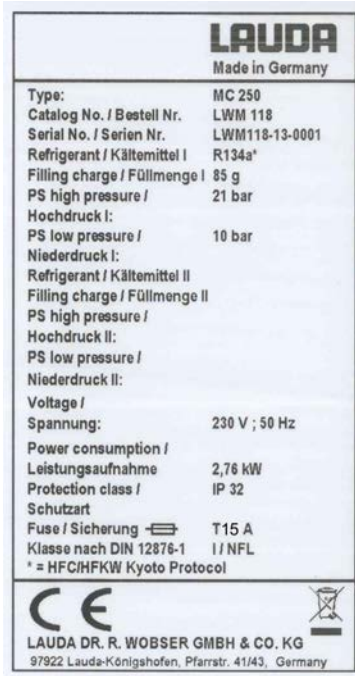 LAUDA
Made in Germany
Type: MC 250
Catalog No. / Bestell Nr. LWM 118
Serial No. / Serien Nr. LWM118-13-0001
Refrigerant / Kältemittel I R134a*
Filling charge / Füllmenge I 85 g
PS high pressure / 21 bar
Hochdruck I:
PS low pressure / 10 bar
Niederdruck I:
Refrigerant / Kältemittel II
Filling charge / Füllmenge II
PS high pressure /
Hochdruck II:
PS low pressure /
Niederdruck II:
Voltage /
Spannung: 230 V ; 50 Hz
Power consumption /
Leistungsaufnahme 2,76 kW
Protection class / IP 32
Schutzart
Fuse / Sicherung T15 A
Klasse nach DIN 12876-1 I / NFL
* = HFC/HFKW Kyoto Protocol
CE
LAUDA DR. R. WOBSER GMBH & CO. KG
97922 Lauda-Königshofen, Pfarrstr. 41/43, Germany